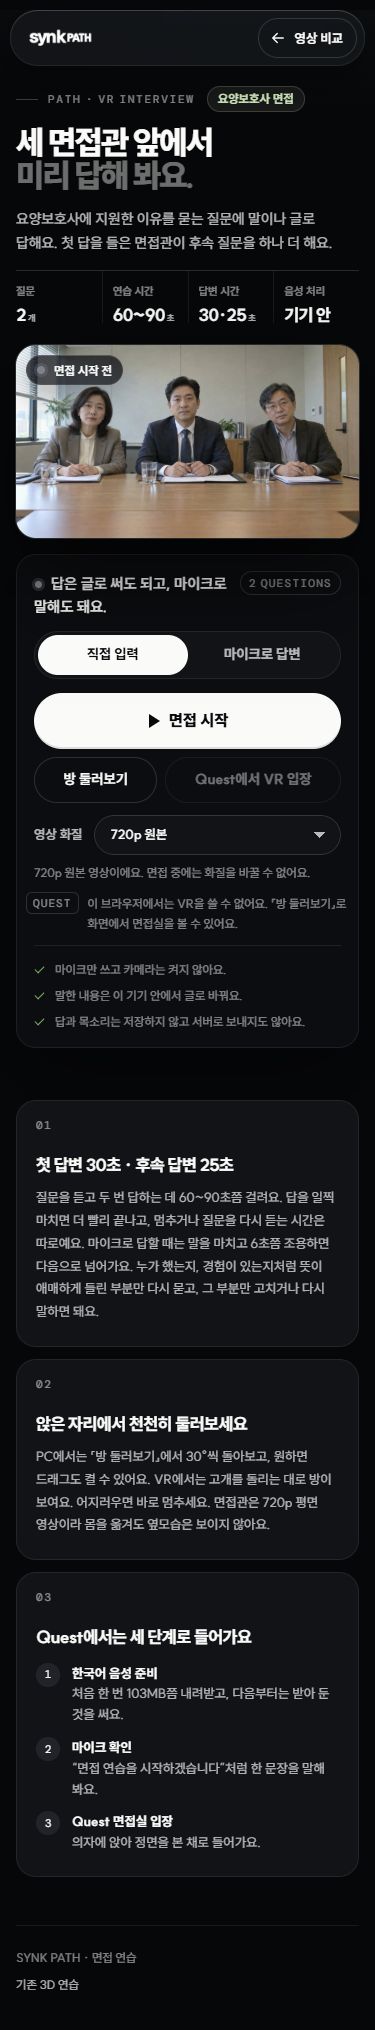 synk PATH
← 영상 비교
PATH · VR INTERVIEW
요양보호사 면접
세 면접관 앞에서
미리 답해 봐요.
요양보호사에 지원한 이유를 묻는 질문에 말이나 글로
답해요. 첫 답을 들은 면접관이 후속 질문을 하나 더 해요.
질문
2개
연습 시간
60~90초
답변 시간
30·25초
음성 처리
기기 안
면접 시작 전
답은 글로 써도 되고, 마이크로
말해도 돼요.
2 QUESTIONS
직접 입력
마이크로 답변
▶ 면접 시작
방 둘러보기
Quest에서 VR 입장
영상 화질
720p 원본
720p 원본 영상이에요. 면접 중에는 화질을 바꿀 수 없어요.
QUEST
이 브라우저에서는 VR을 쓸 수 없어요. 「방 둘러보기」로
화면에서 면접실을 볼 수 있어요.
✓ 마이크만 쓰고 카메라는 켜지 않아요.
✓ 말한 내용은 이 기기 안에서 글로 바꿔요.
✓ 답과 목소리는 저장하지 않고 서버로 보내지도 않아요.
01
첫 답변 30초 · 후속 답변 25초
질문을 듣고 두 번 답하는 데 60~90초쯤 걸려요. 답을 일찍
마치면 더 빨리 끝나고, 멈추거나 질문을 다시 듣는 시간은
따로예요. 마이크로 답할 때는 말을 마치고 6초쯤 조용하면
다음으로 넘어가요. 누가 했는지, 경험이 있는지처럼 뜻이
애매하게 들린 부분만 다시 묻고, 그 부분만 고치거나 다시
말하면 돼요.
02
앉은 자리에서 천천히 둘러보세요
PC에서는 「방 둘러보기」에서 30°씩 돌아보고, 원하면
드래그도 켤 수 있어요. VR에서는 고개를 돌리는 대로 방이
보여요. 어지러우면 바로 멈추세요. 면접관은 720p 평면
영상이라 몸을 옮겨도 옆모습은 보이지 않아요.
03
Quest에서는 세 단계로 들어가요
1 한국어 음성 준비
처음 한 번 103MB쯤 내려받고, 다음부터는 받아 둔
것을 써요.
2 마이크 확인
“면접 연습을 시작하겠습니다”처럼 한 문장을 말해
봐요.
3 Quest 면접실 입장
의자에 앉아 정면을 본 채로 들어가요.
SYNK PATH · 면접 연습
기존 3D 연습